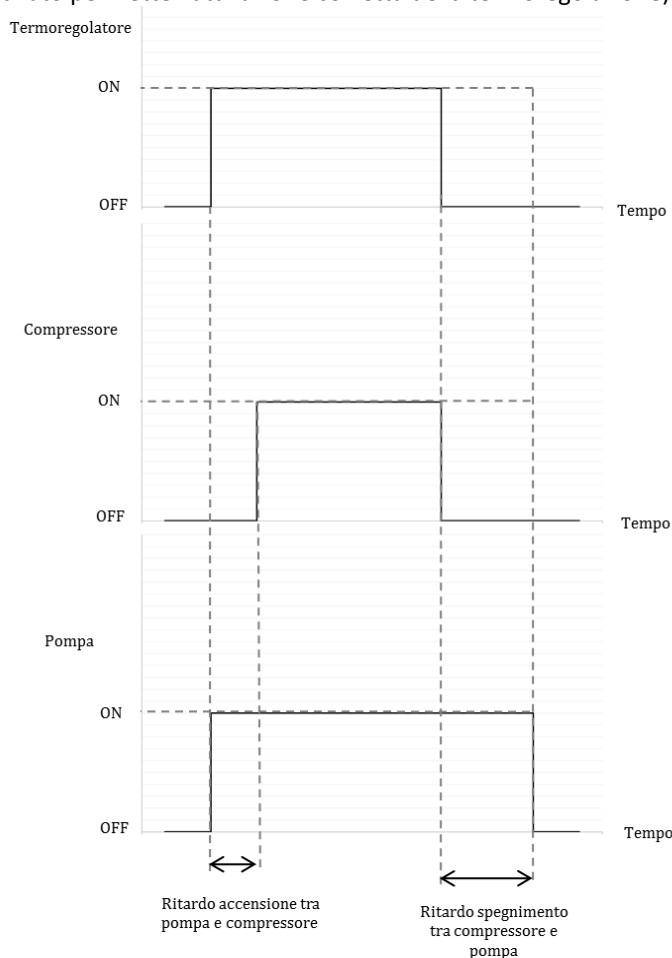 Termoregolatore
ON
OFF
Tempo
Compressore
ON
OFF
Tempo
Pompa
ON
OFF
Tempo
Ritardo accensione tra
pompa e compressore
Ritardo spegnimento
tra compressore e
pompa